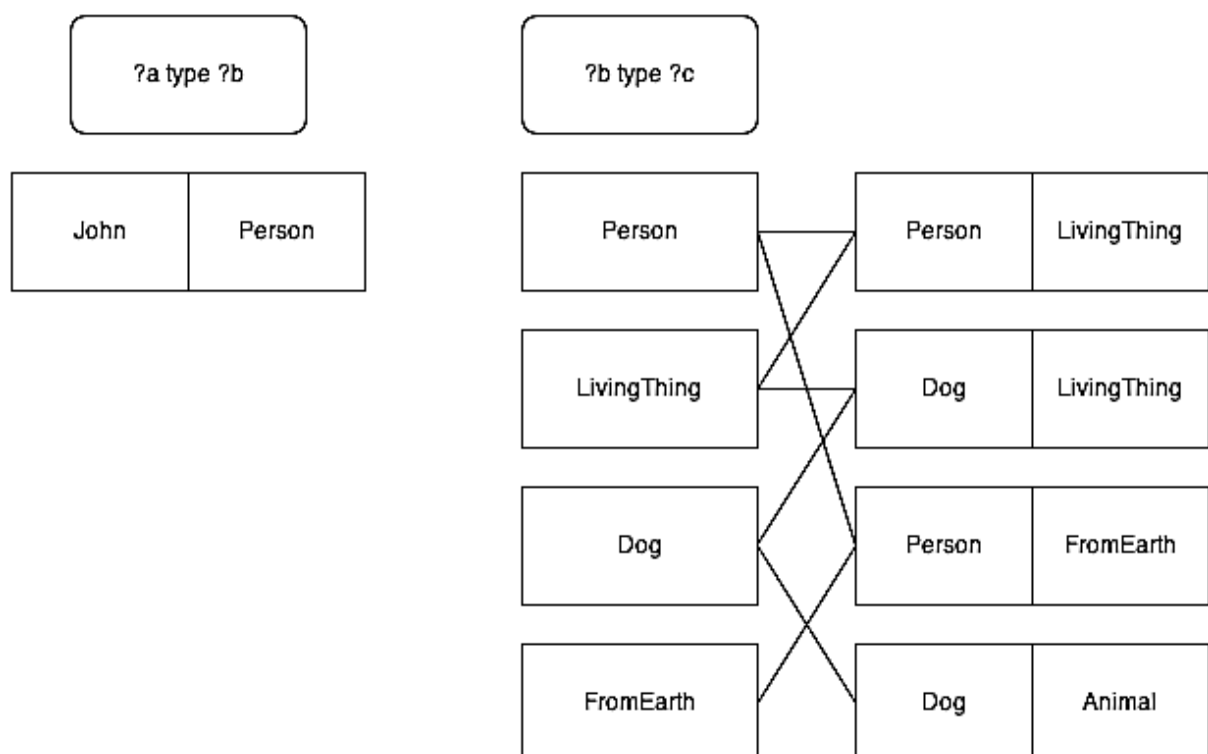 ?a type ?b
?b type ?c
John Person
Person
Person LivingThing
LivingThing
Dog LivingThing
Dog
Person FromEarth
FromEarth
Dog Animal